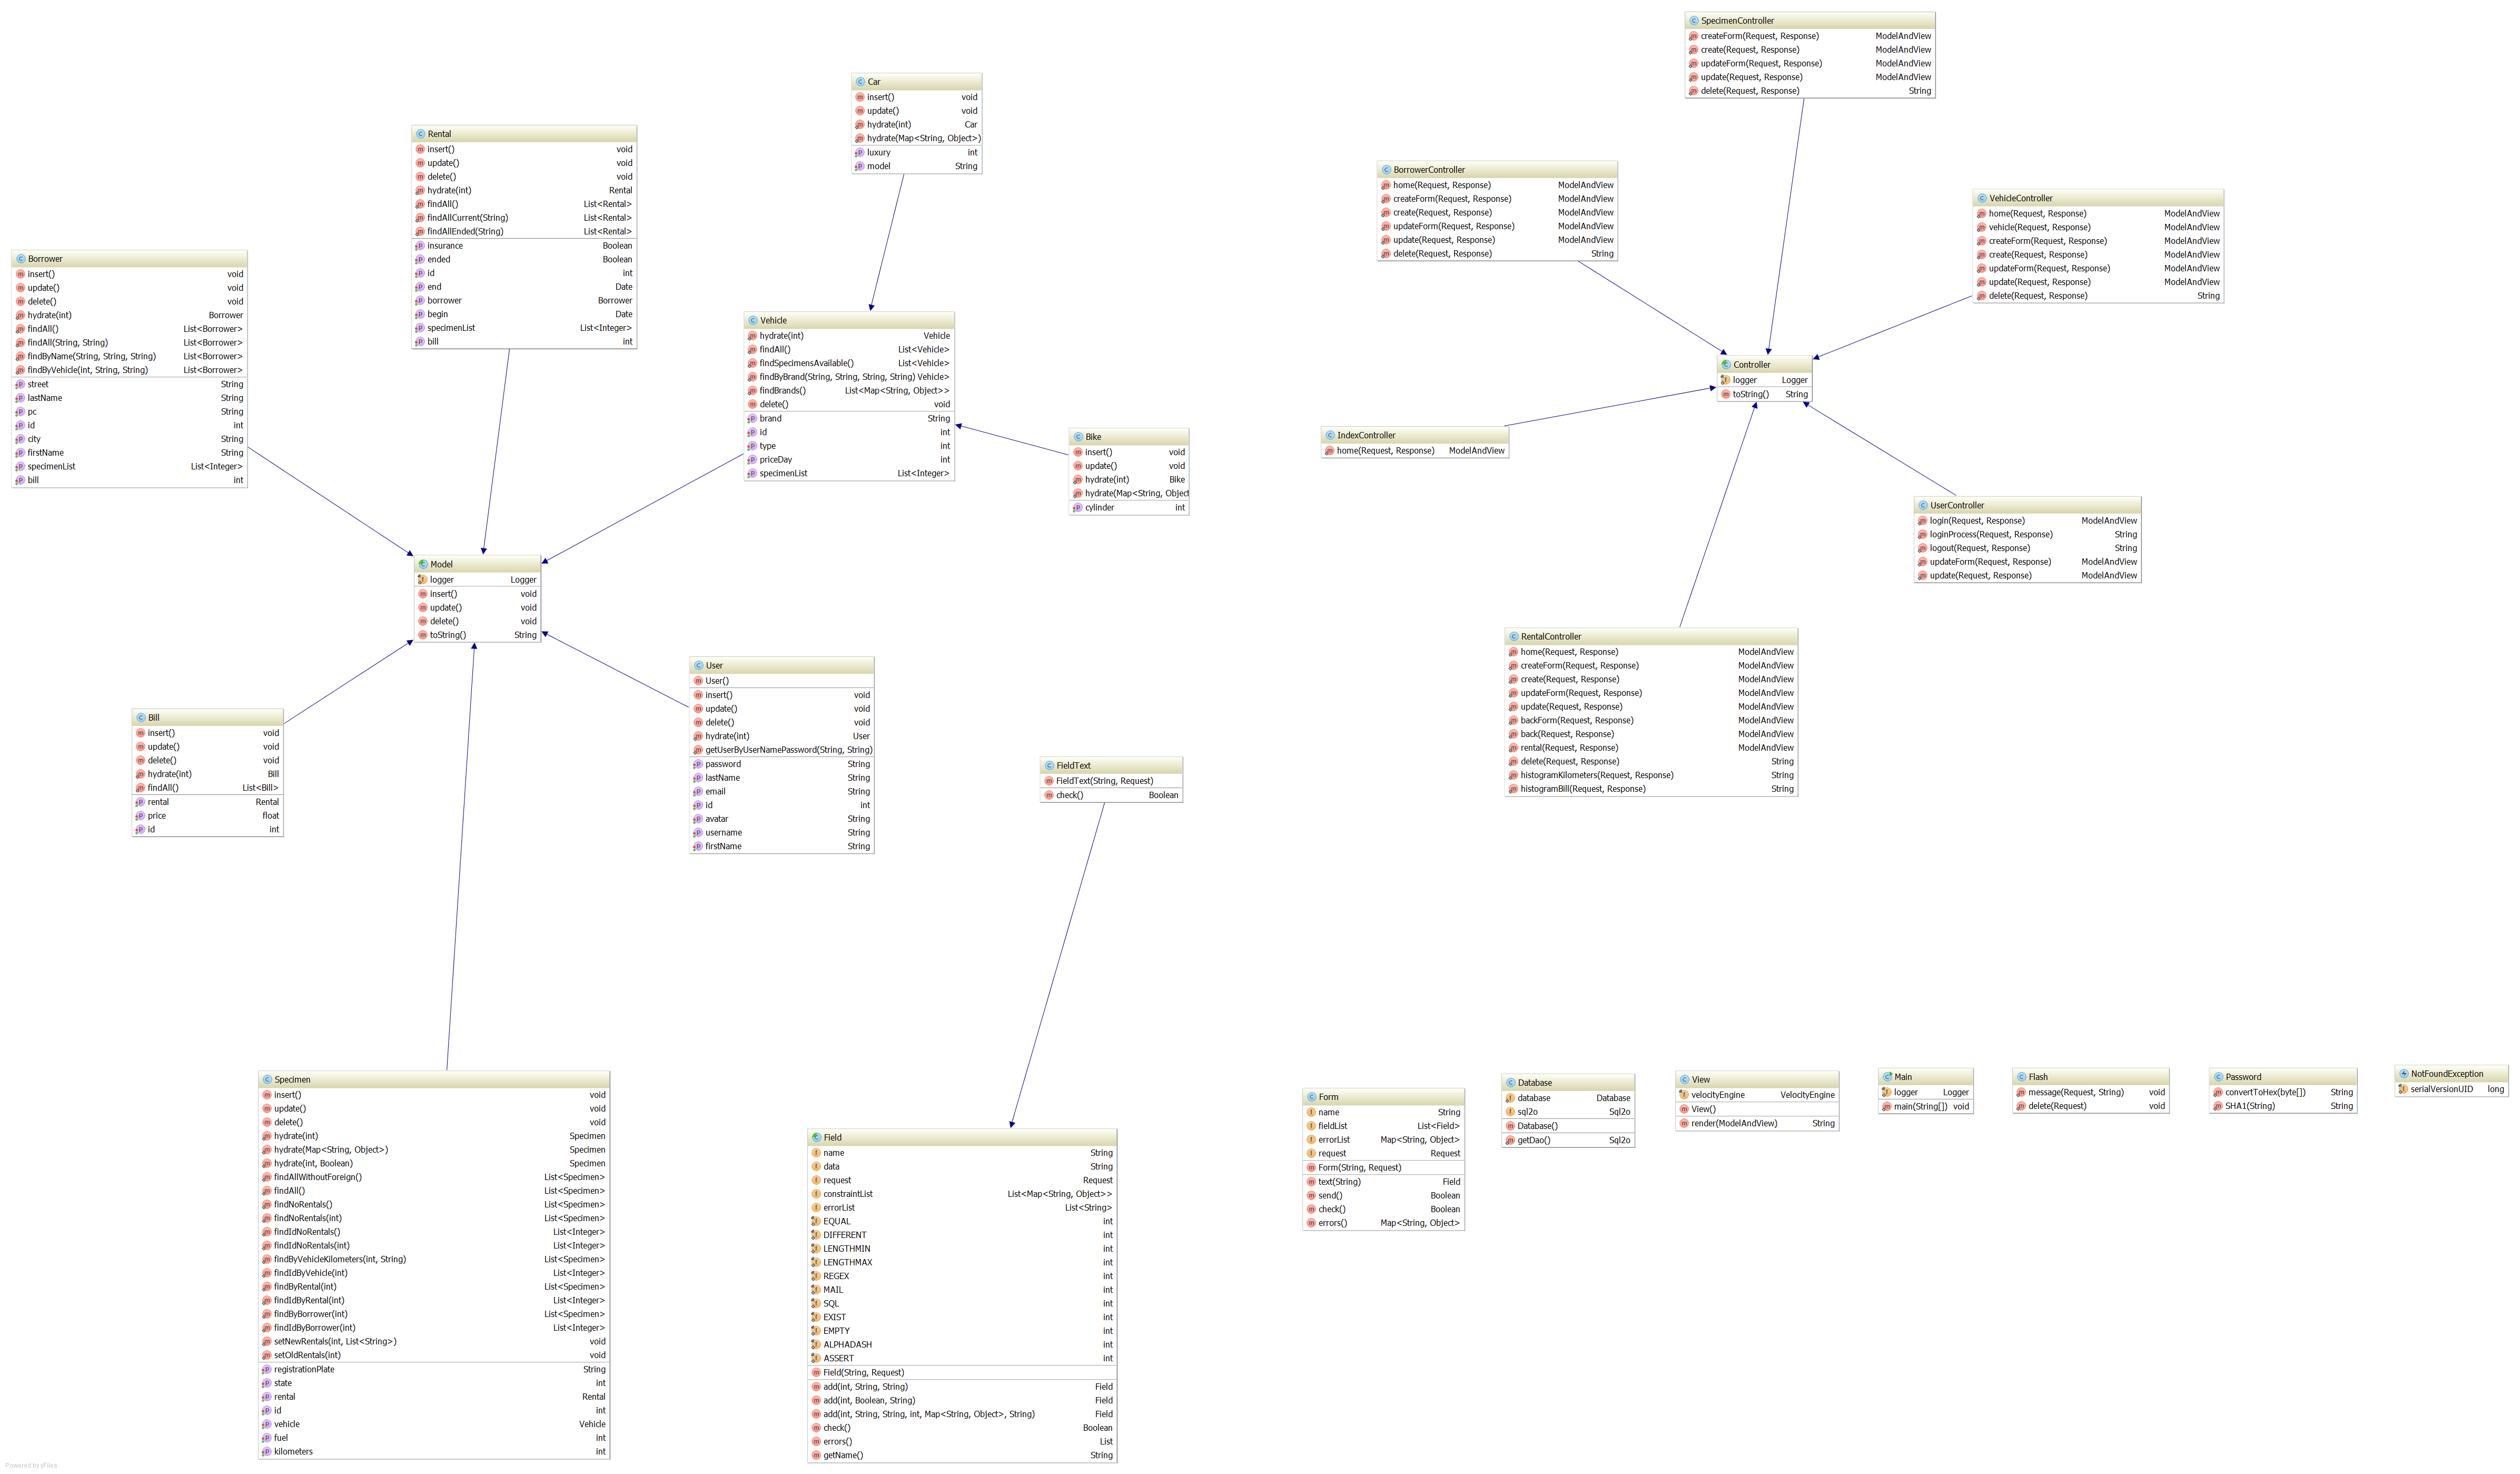 SpecimenController
createForm(Request, Response) ModelAndView
create(Request, Response) ModelAndView
updateForm(Request, Response) ModelAndView
update(Request, Response) ModelAndView
delete(Request, Response) String
Car
insert() void
update() void
hydrate(int) Car
hydrate(Map<String, Object>)
luxury int
model String
Rental
insert() void
update() void
delete() void
hydrate(int) Rental
findAll() List<Rental>
findAllCurrent(String) List<Rental>
findAllEnded(String) List<Rental>
insurance Boolean
ended Boolean
id int
end Date
borrower Borrower
begin Date
specimenList List<Integer>
bill int
BorrowerController
home(Request, Response) ModelAndView
createForm(Request, Response) ModelAndView
create(Request, Response) ModelAndView
updateForm(Request, Response) ModelAndView
update(Request, Response) ModelAndView
delete(Request, Response) String
VehicleController
home(Request, Response) ModelAndView
vehicle(Request, Response) ModelAndView
createForm(Request, Response) ModelAndView
create(Request, Response) ModelAndView
updateForm(Request, Response) ModelAndView
update(Request, Response) ModelAndView
delete(Request, Response) String
Borrower
insert() void
update() void
delete() void
hydrate(int) Borrower
findAll() List<Borrower>
findAll(String, String) List<Borrower>
findByName(String, String, String) List<Borrower>
findByVehicle(int, String, String) List<Borrower>
street String
lastName String
pc String
id int
city String
firstName String
specimenList List<Integer>
bill int
Vehicle
hydrate(int) Vehicle
findAll() List<Vehicle>
findSpecimensAvailable() List<Vehicle>
findByBrand(String, String, String, String) Vehicle>
findBrands() List<Map<String, Object>>
delete() void
brand String
id int
type int
priceDay int
specimenList List<Integer>
Controller
logger Logger
toString() String
Bike
insert() void
update() void
hydrate(int) Bike
hydrate(Map<String, Object
cylinder int
IndexController
home(Request, Response) ModelAndView
UserController
login(Request, Response) ModelAndView
loginProcess(Request, Response) String
logout(Request, Response) String
updateForm(Request, Response) ModelAndView
update(Request, Response) ModelAndView
Model
logger Logger
insert() void
update() void
delete() void
toString() String
RentalController
home(Request, Response) ModelAndView
createForm(Request, Response) ModelAndView
create(Request, Response) ModelAndView
updateForm(Request, Response) ModelAndView
update(Request, Response) ModelAndView
backForm(Request, Response) ModelAndView
back(Request, Response) ModelAndView
rental(Request, Response) ModelAndView
delete(Request, Response) String
histogramKilometers(Request, Response) String
histogramBill(Request, Response) String
User
User()
insert() void
update() void
delete() void
hydrate(int) User
getUserByUserNamePassword(String, String)
password String
lastName String
email String
id int
avatar String
username String
firstName String
Bill
insert() void
update() void
delete() void
hydrate(int) Bill
findAll() List<Bill>
rental Rental
price float
id int
FieldText
FieldText(String, Request)
check() Boolean
Specimen
insert() void
update() void
delete() void
hydrate(int) Specimen
hydrate(Map<String, Object>) Specimen
hydrate(int, Boolean) Specimen
findAllWithoutForeign() List<Specimen>
findAll() List<Specimen>
findNoRentals() List<Specimen>
findNoRentals(int) List<Specimen>
findIdNoRentals() List<Integer>
findIdNoRentals(int) List<Integer>
findByVehicleKilometers(int, String) List<Specimen>
findIdByVehicle(int) List<Integer>
findByRental(int) List<Specimen>
findIdByRental(int) List<Integer>
findByBorrower(int) List<Specimen>
findIdByBorrower(int) List<Integer>
setNewRentals(int, List<String>) void
setOldRentals(int) void
registrationPlate String
state int
rental Rental
id int
vehicle Vehicle
fuel int
kilometers int
Field
name String
data String
request Request
constraintList List<Map<String, Object>>
errorList List<String>
EQUAL int
DIFFERENT int
LENGTHMIN int
LENGTHMAX int
REGEX int
MAIL int
SQL int
EXIST int
EMPTY int
ALPHADASH int
ASSERT int
Field(String, Request)
add(int, String, String) Field
add(int, Boolean, String) Field
add(int, String, String, int, Map<String, Object>, String) Field
check() Boolean
errors() List
getName() String
Form
name String
fieldList List<Field>
errorList Map<String, Object>
request Request
Form(String, Request)
text(String) Field
send() Boolean
check() Boolean
errors() Map<String, Object>
Database
database Database
sql2o Sql2o
Database()
getDao() Sql2o
View
velocityEngine VelocityEngine
View()
render(ModelAndView) String
Main
logger Logger
main(String[]) void
Flash
message(Request, String) void
delete(Request) void
Password
convertToHex(byte[]) String
SHA1(String) String
NotFoundException
serialVersionUID long
Powered by yFiles